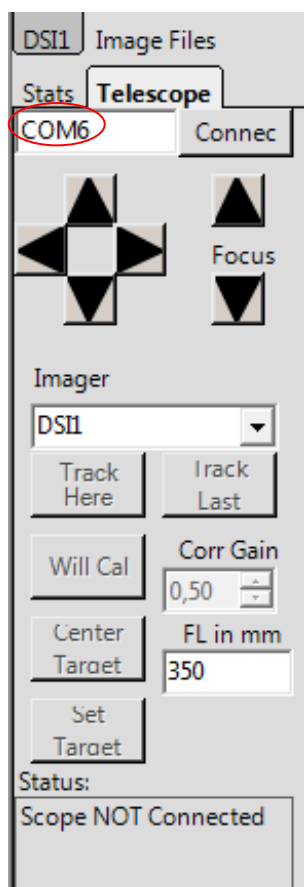 DSI1 Image Files
Stats Telescope
COM6 Connec
Focus
Imager
DSI1
Track Here
Track Last
Will Cal
Corr Gain
0,50
Center Target
FL in mm
350
Set Target
Status:
Scope NOT Connected